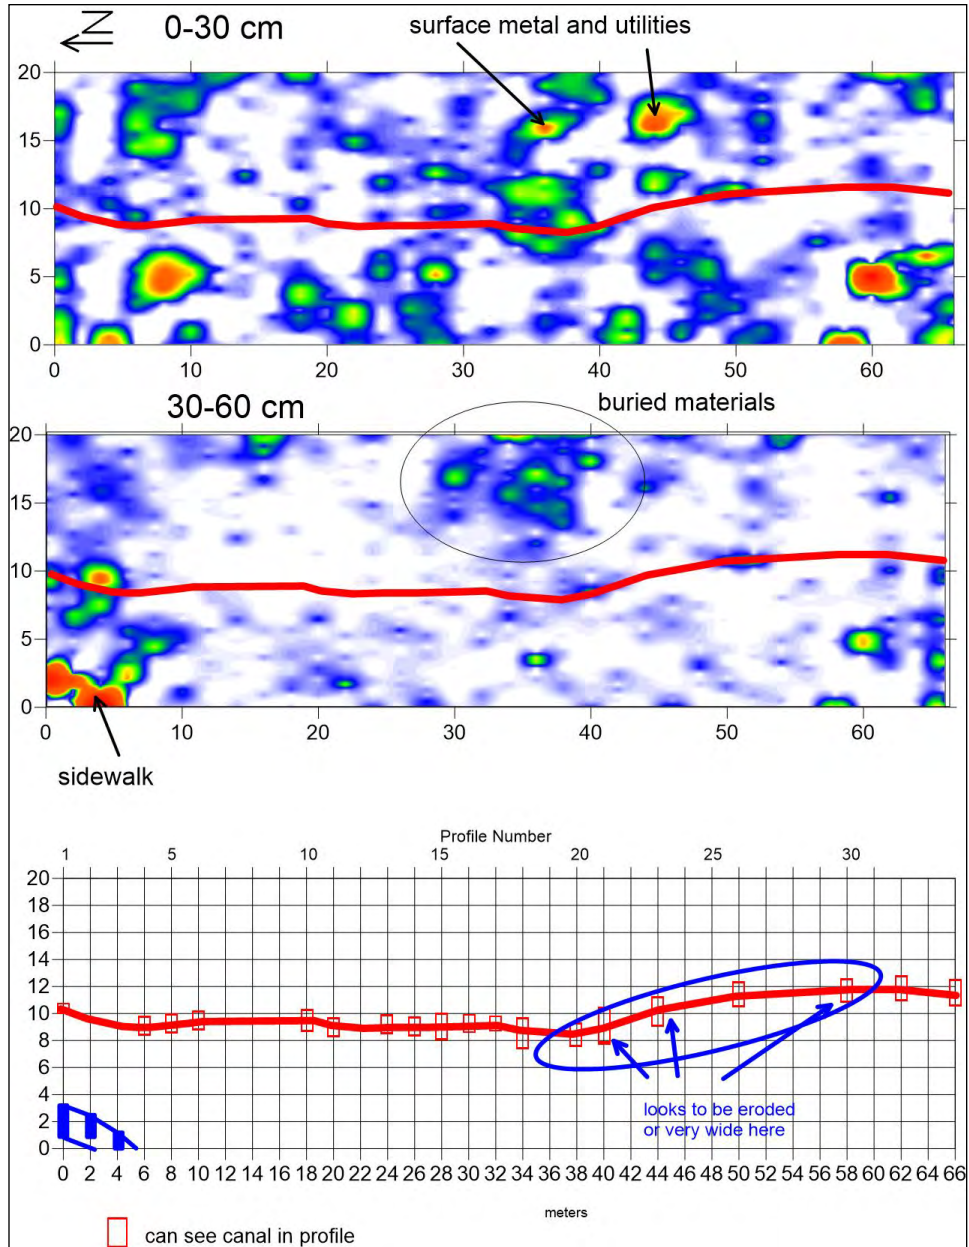 N
0-30 cm
surface metal and utilities
20
15
10
5
0
0 10 20 30 40 50 60
30-60 cm
buried materials
20
15
10
5
0
0 10 20 30 40 50 60
sidewalk
Profile Number
1 5 10 15 20 25 30
20
18
16
14
12
10
8
6
4
2
0
looks to be eroded
or very wide here
0 2 4 6 8 10 12 14 16 18 20 22 24 26 28 30 32 34 36 38 40 42 44 46 48 50 52 54 56 58 60 62 64 66
meters
can see canal in profile